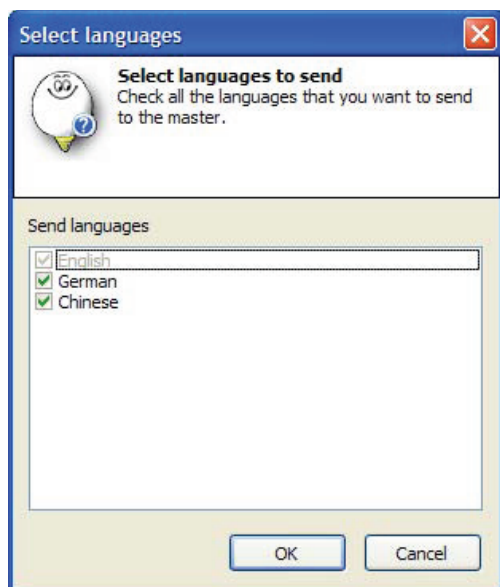 Select languages
Select languages to send
Check all the languages that you want to send
to the master.
Send languages
English
German
Chinese
OK
Cancel